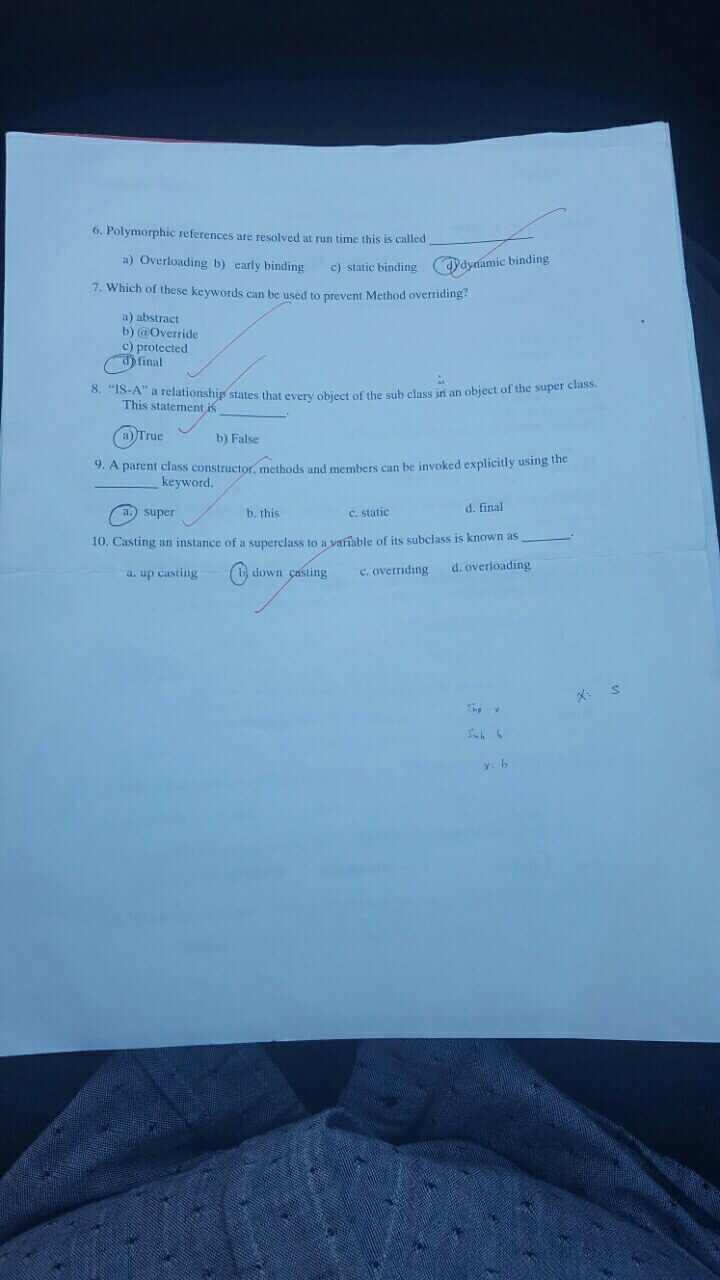 6. Polymorphic references are resolved at run time this is called ________
a) Overloading b) early binding c) static binding d) dynamic binding
7. Which of these keywords can be used to prevent Method overriding?
a) abstract
b) @Override
c) protected
d) final
is
8. “IS-A” a relationship states that every object of the sub class in an object of the super class.
This statement is ________.
a) True b) False
9. A parent class constructor, methods and members can be invoked explicitly using the
________ keyword.
a. super b. this c. static d. final
10. Casting an instance of a superclass to a variable of its subclass is known as ______.
a. up casting b. down casting c. overriding d. overloading
x= s
x
Sub b
x= b